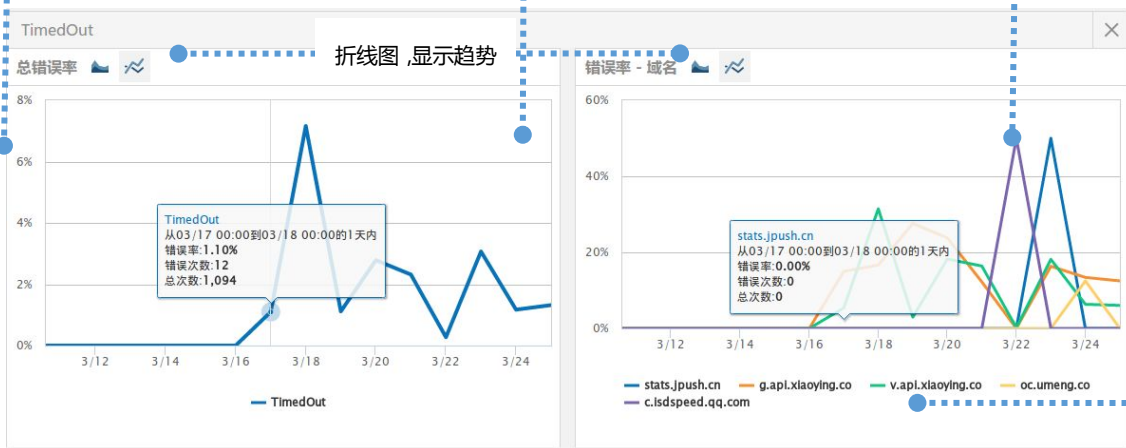 TimedOut
折线图 ,显示趋势
总错误率
8%
6%
4%
2%
0%
TimedOut
从03/17 00:00到03/18 00:00的1天内
错误率:1.10%
错误次数:12
总次数:1,094
3/12 3/14 3/16 3/18 3/20 3/22 3/24
TimedOut
错误率 - 域名
60%
40%
20%
0%
stats.jpush.cn
从03/17 00:00到03/18 00:00的1天内
错误率:0.00%
错误次数:0
总次数:0
3/12 3/14 3/16 3/18 3/20 3/22 3/24
stats.jpush.cn g.api.xiaoying.co v.api.xiaoying.co oc.umeng.co
c.isdspeed.qq.com